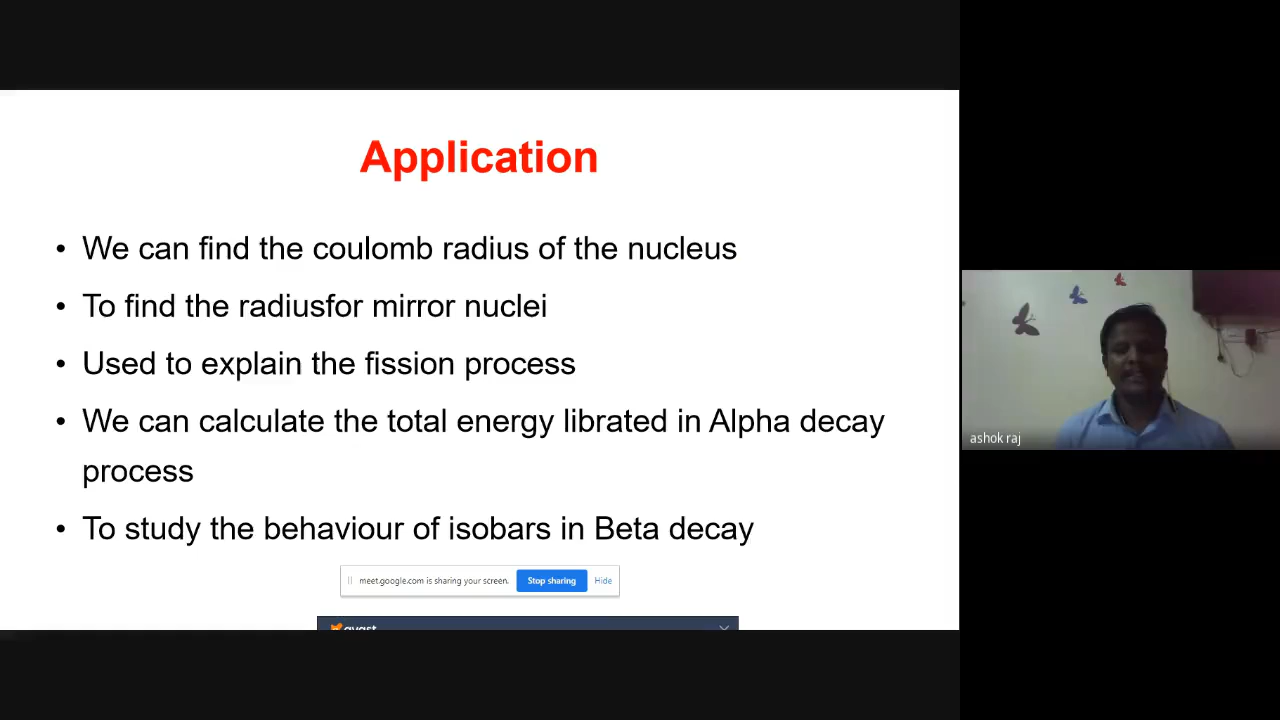 Application
• We can find the coulomb radius of the nucleus
• To find the radiusfor mirror nuclei
• Used to explain the fission process
• We can calculate the total energy librated in Alpha decay
process
• To study the behaviour of isobars in Beta decay
meet.google.com is sharing your screen. Stop sharing Hide
avast
ashok raj